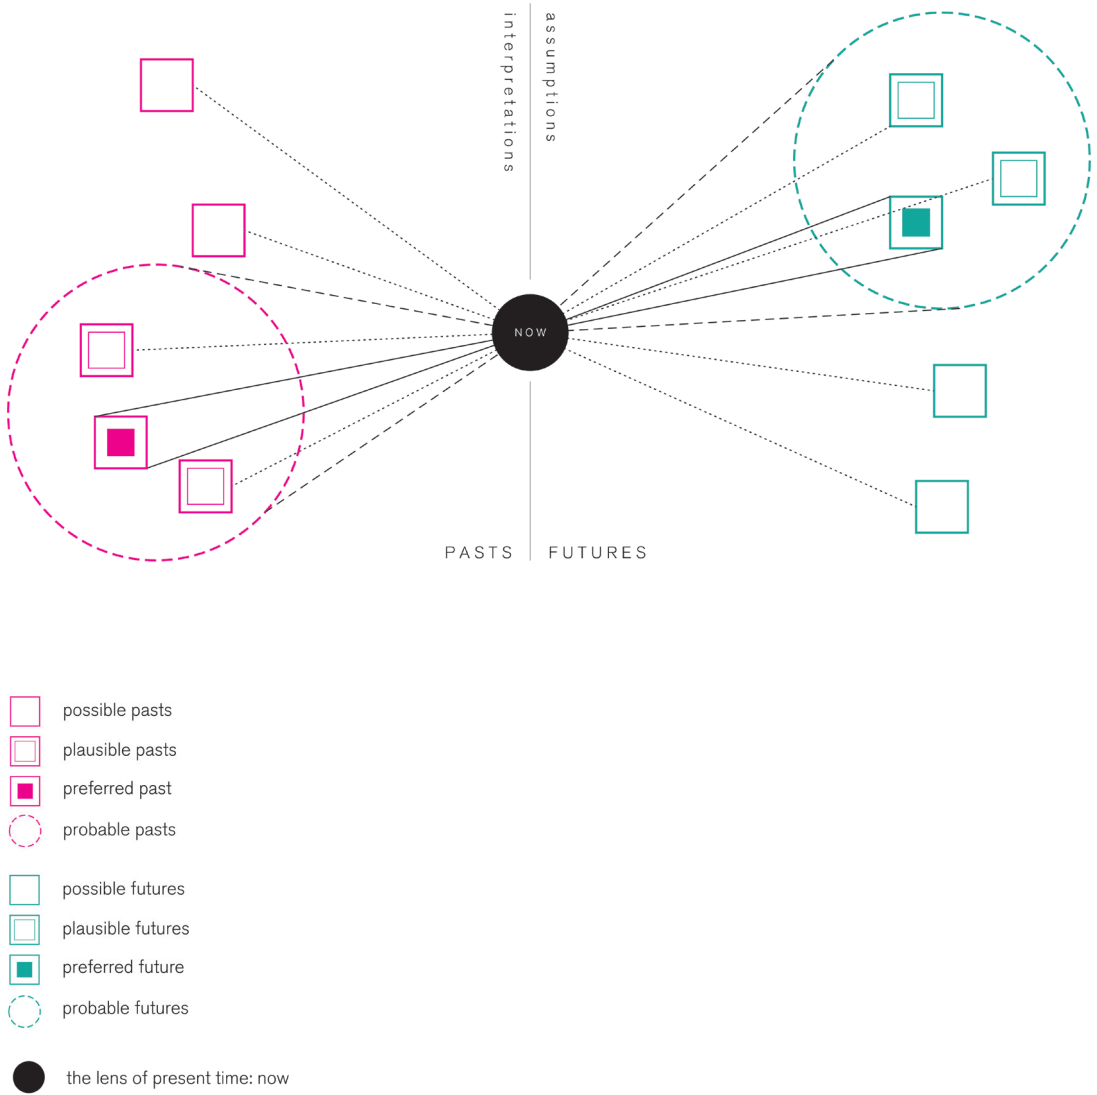 interpretations
assumptions
NOW
PASTS
FUTURES
possible pasts
plausible pasts
preferred past
probable pasts
possible futures
plausible futures
preferred future
probable futures
the lens of present time: now